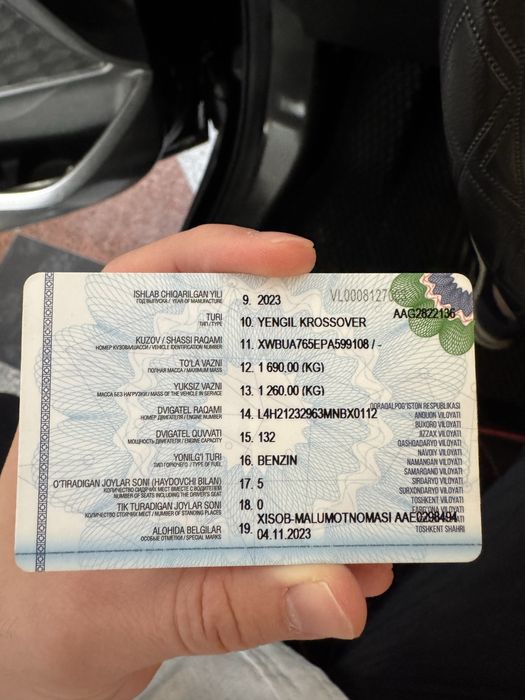 ISHLAB CHIQARILGAN YILI
ГОД ВЫПУСКА / YEAR OF MANUFACTURE
9. 2023
VL0008127
AAG2822136
TURI
ТИП / TYPE
10. YENGIL KROSSOVER
KUZOV / SHASSI RAQAMI
НОМЕР КУЗОВА/ШАССИ / VEHICLE IDENTIFICATION NUMBER
11. XWBUA765EPA599108 / -
TO'LA VAZNI
ПОЛНАЯ МАССА / MAXIMUM MASS
12. 1 690.00 (KG)
YUKSIZ VAZNI
МАССА БЕЗ НАГРУЗКИ / MASS OF THE VEHICLE IN SERVICE
13. 1 260.00 (KG)
DVIGATEL RAQAMI
НОМЕР ДВИГАТЕЛЯ / ENGINE NUMBER
14. L4H21232963MNBX0112
DVIGATEL QUVVATI
МОЩНОСТЬ ДВИГАТЕЛЯ / ENGINE CAPACITY
15. 132
YONILG'I TURI
ТИП ГОРЮЧЕГО / TYPE OF FUEL
16. BENZIN
O'TIRADIGAN JOYLAR SONI (HAYDOVCHI BILAN)
КОЛИЧЕСТВО СИДЯЧИХ МЕСТ ВМЕСТЕ С ВОДИТЕЛЕМ
NUMBER OF SEATS INCLUDING THE DRIVER'S SEAT
17. 5
TIK TURADIGAN JOYLAR SONI
КОЛИЧЕСТВО СТОЯЧИХ МЕСТ / NUMBER OF STANDING PLACES
18. 0
ALOHIDA BELGILAR
ОСОБЫЕ ОТМЕТКИ / SPECIAL MARKS
19. XISOB-MALUMOTNOMASI AAE0298494
04.11.2023
QORAQALPOG'ISTON RESPUBLIKASI
ANDIJON VILOYATI
BUXORO VILOYATI
JIZZAX VILOYATI
QASHQADARYO VILOYATI
NAVOIY VILOYATI
NAMANGAN VILOYATI
SAMARQAND VILOYATI
SIRDARYO VILOYATI
SURXONDARYO VILOYATI
TOSHKENT VILOYATI
FARG'ONA VILOYATI
TOSHKENT SHAHRI